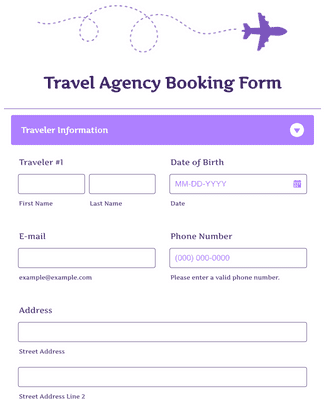 Travel Agency Booking Form
Traveler Information
Traveler #1
Date of Birth
MM-DD-YYYY
First Name
Last Name
Date
E-mail
Phone Number
(000) 000-0000
example@example.com
Please enter a valid phone number.
Address
Street Address
Street Address Line 2